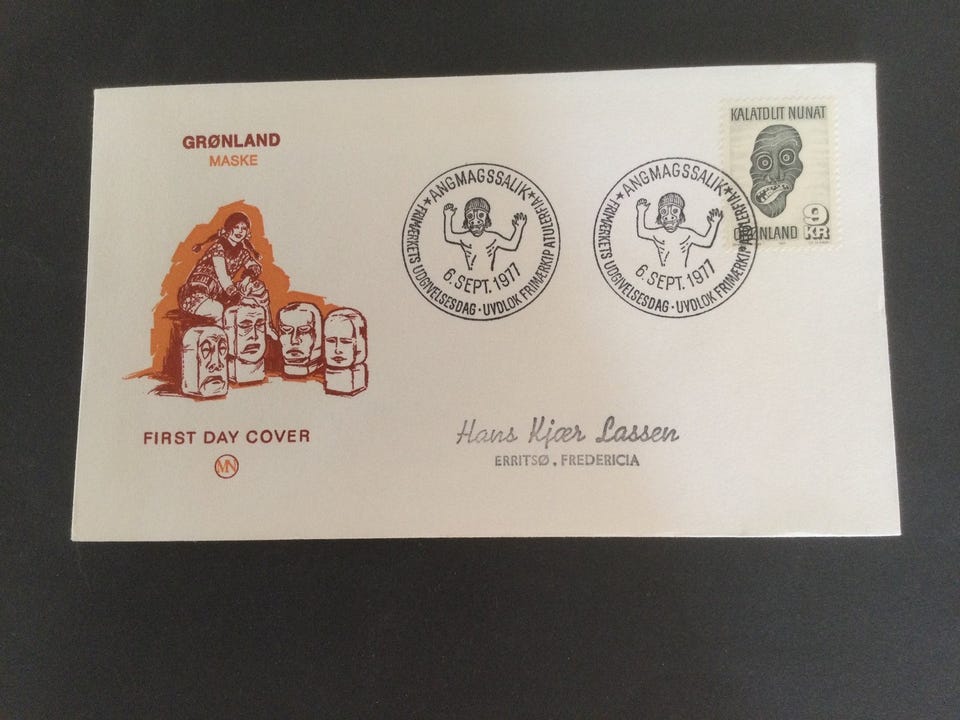 GRØNLAND
MASKE
FIRST DAY COVER
MN
★ANGMAGSSALIK★
6. SEPT. 1977
FRIMÆRKETS UDGIVELSESDAG · UVDLOK FRIMÆRKIP ATULERFIA
★ANGMAGSSALIK★
6. SEPT. 1977
FRIMÆRKETS UDGIVELSESDAG · UVDLOK FRIMÆRKIP ATULERFIA
KALATDLIT NUNAT
9
GRØNLAND KR
Hans Kjær Lassen
ERRITSØ, FREDERICIA